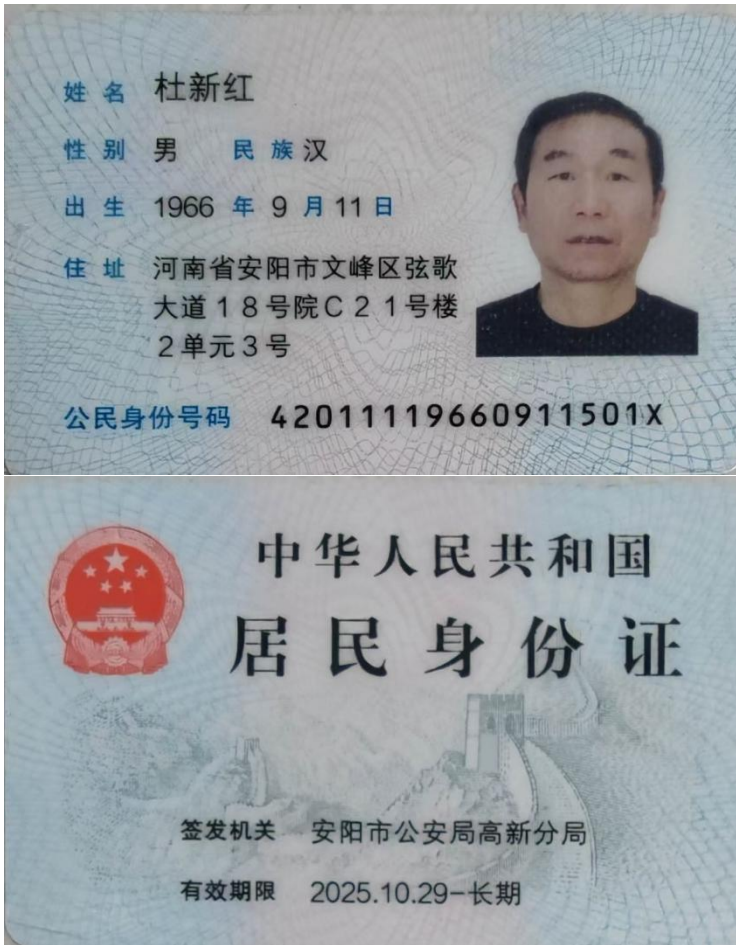 姓名 杜新红
性别 男 民族 汉
出生 1966 年 9 月 11 日
住址 河南省安阳市文峰区弦歌
大道18号院C21号楼
2单元3号
公民身份号码 42011119660911501X
中华人民共和国
居民身份证
签发机关 安阳市公安局高新分局
有效期限 2025.10.29-长期